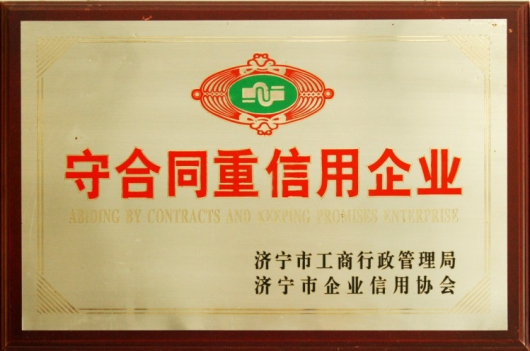 守合同重信用企业
ABIDING BY CONTRACTS AND KEEPING PROMISES ENTERPRISE
济宁市工商行政管理局
济宁市企业信用协会